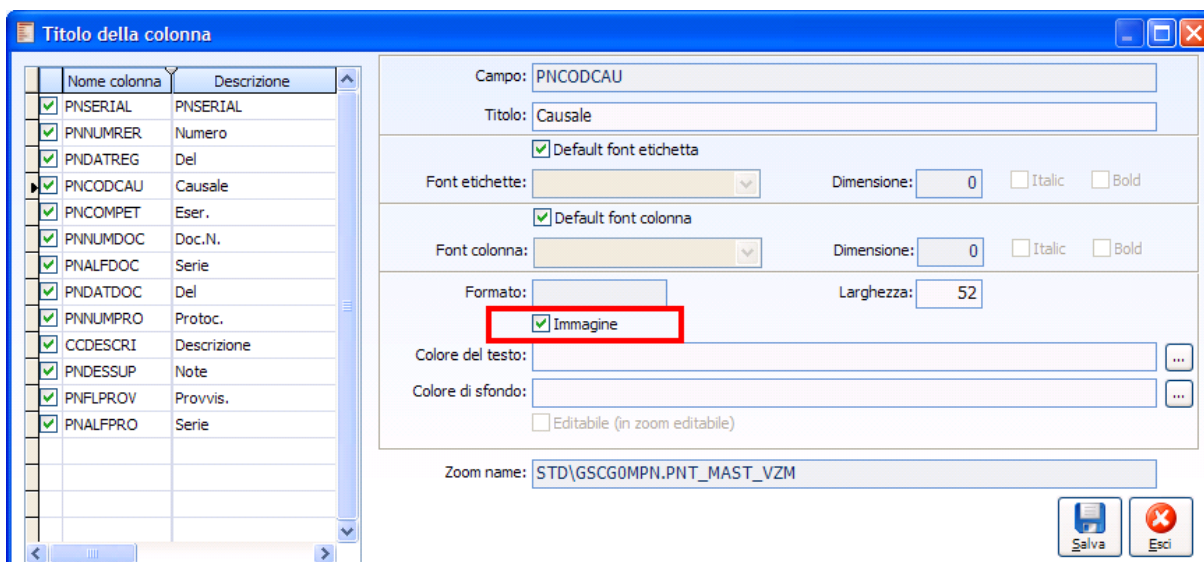 Titolo della colonna
Nome colonna Descrizione
PNSERIAL PNSERIAL
PNNUMRER Numero
PNDATREG Del
PNCODCAU Causale
PNCOMPET Eser.
PNNUMDOC Doc.N.
PNALFDOC Serie
PNDATDOC Del
PNNUMPRO Protoc.
CCDESCRI Descrizione
PNDESSUP Note
PNFLPROV Provvis.
PNALFPRO Serie
Campo: PNCODCAU
Titolo: Causale
Default font etichetta
Font etichette: Dimensione: 0 Italic Bold
Default font colonna
Font colonna: Dimensione: 0 Italic Bold
Formato: Larghezza: 52
Immagine
Colore del testo: ...
Colore di sfondo: ...
Editabile (in zoom editabile)
Zoom name: STD\GSCG0MPN.PNT_MAST_VZM
Salva Esci